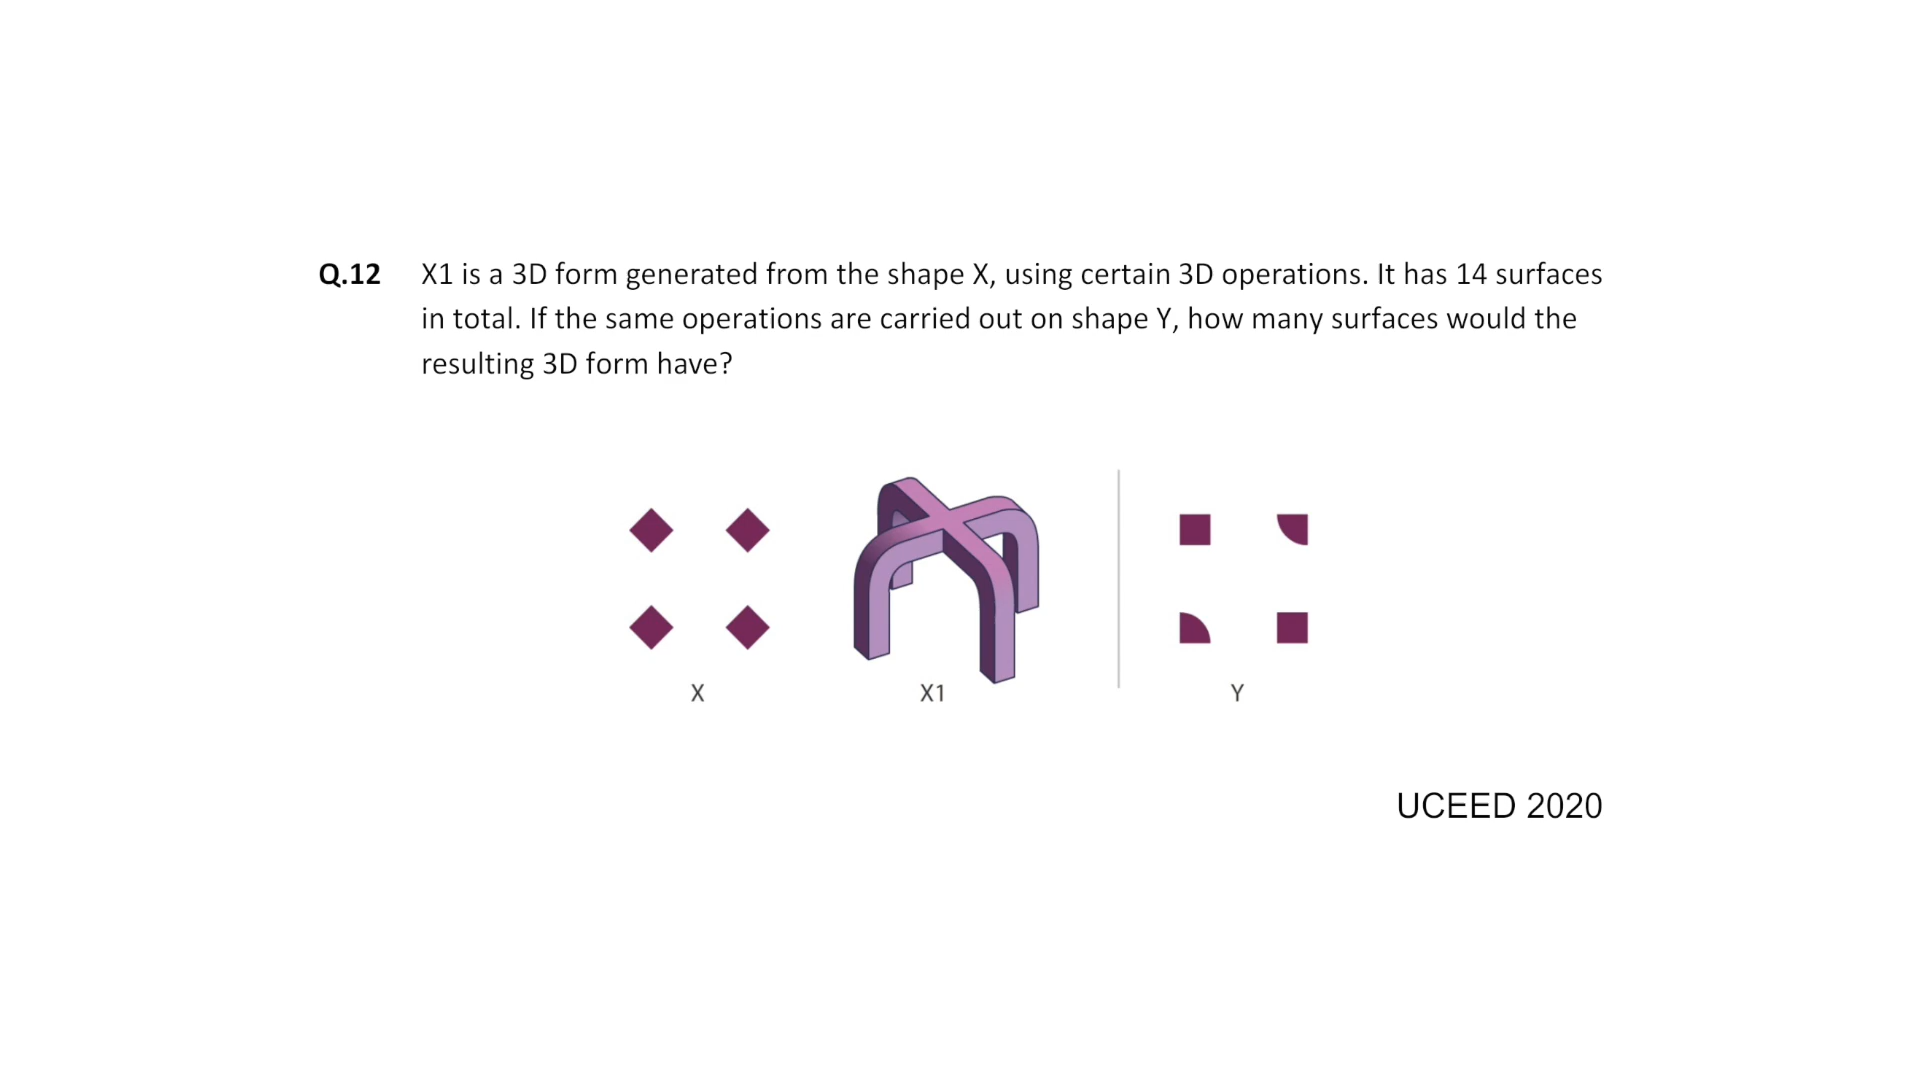 Q.12 X1 is a 3D form generated from the shape X, using certain 3D operations. It has 14 surfaces
in total. If the same operations are carried out on shape Y, how many surfaces would the
resulting 3D form have?
X X1 Y
UCEED 2020